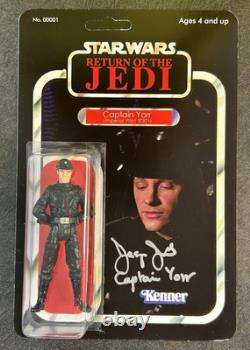 No. 00001
Ages 4 and up
STAR WARS
RETURN OF THE
JEDI
Captain Yorr
Captain Yorr
Kenner